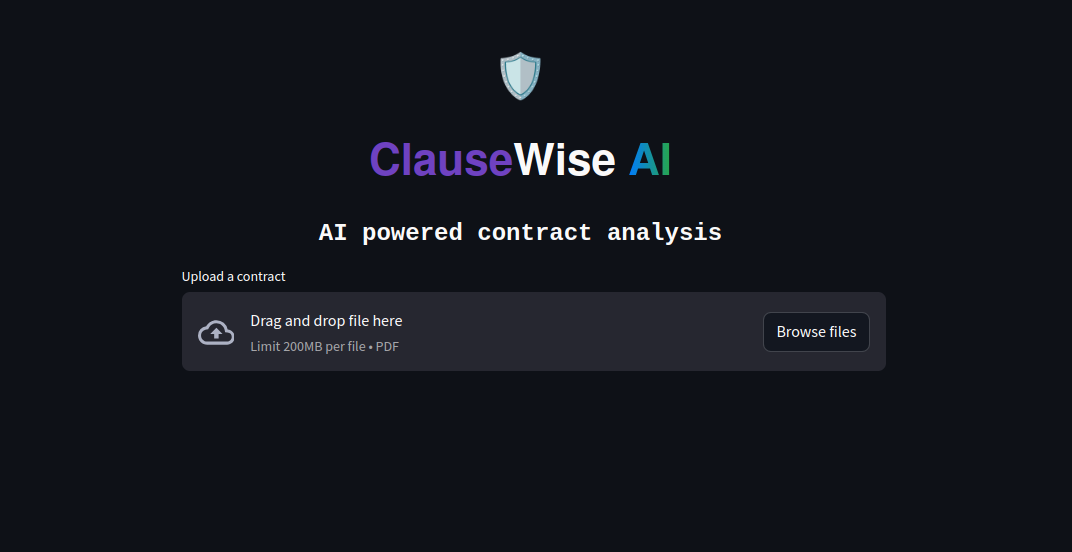 ClauseWise AI
AI powered contract analysis
Upload a contract
Drag and drop file here
Limit 200MB per file • PDF
Browse files